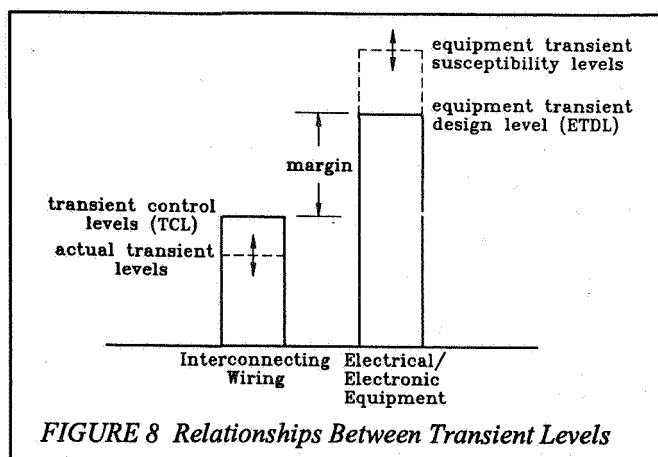 equipment transient
susceptibility levels
equipment transient
design level (ETDL)
margin
transient control
levels (TCL)
actual transient
levels
Interconnecting
Wiring
Electrical/
Electronic
Equipment
FIGURE 8 Relationships Between Transient Levels